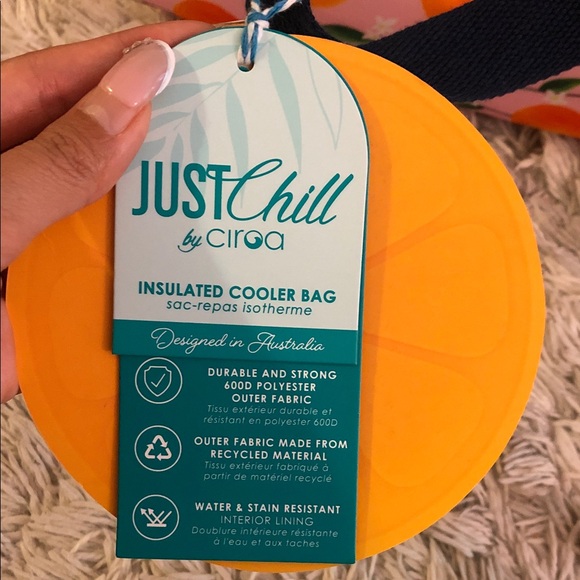 JUST Chill
by ciroa
INSULATED COOLER BAG
sac-repas isotherme
Designed in Australia
DURABLE AND STRONG
600D POLYESTER
OUTER FABRIC
Tissu extérieur durable et
résistant en polyester 600D
OUTER FABRIC MADE FROM
RECYCLED MATERIAL
Tissu extérieur fabriqué à
partir de matériel recyclé
WATER & STAIN RESISTANT
INTERIOR LINING
Doublure intérieure résistante
à l'eau et aux taches